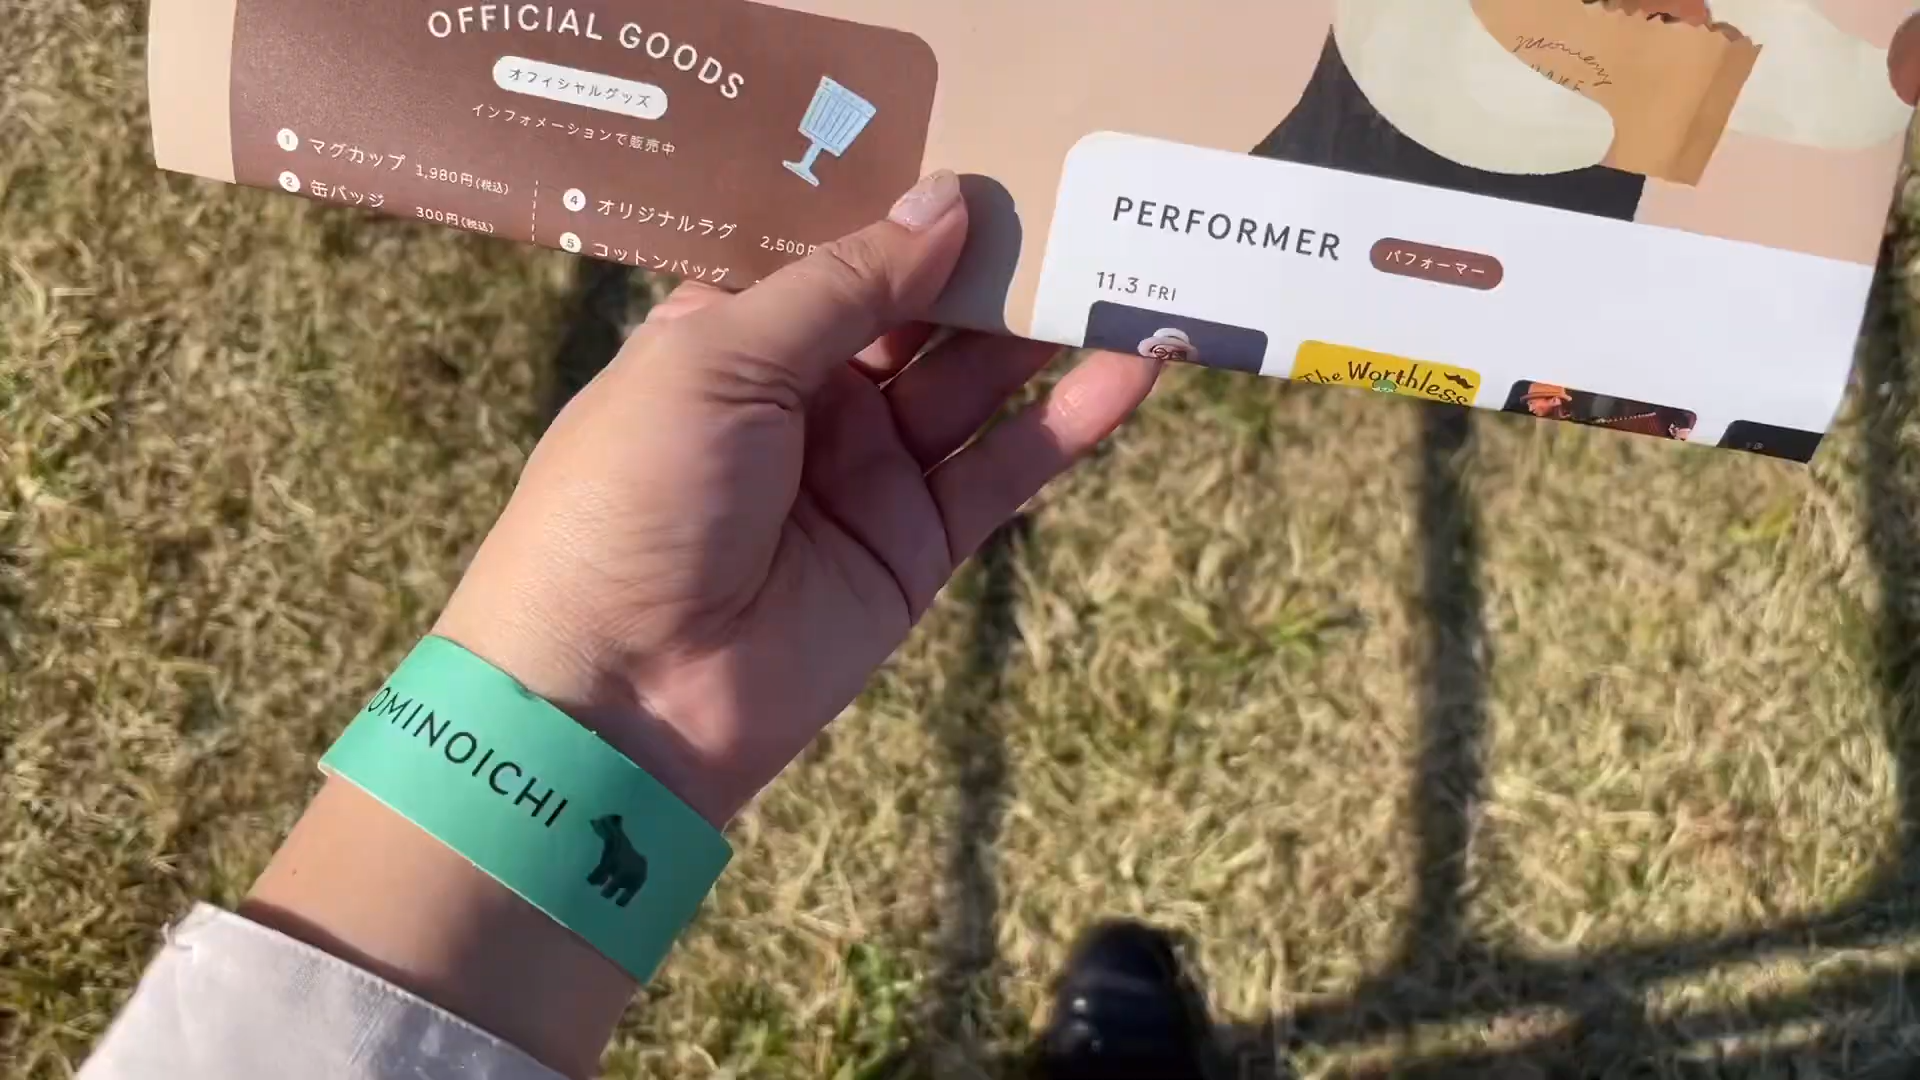 OFFICIAL GOODS
オフィシャルグッズ
インフォメーションで販売中
1 マグカップ 1,980円(税込)
2 缶バッジ 300円(税込)
4 オリジナルラグ 2,500円
5 コットンバッグ
PERFORMER パフォーマー
11.3 FRI
The Worthless
OMINOICHI